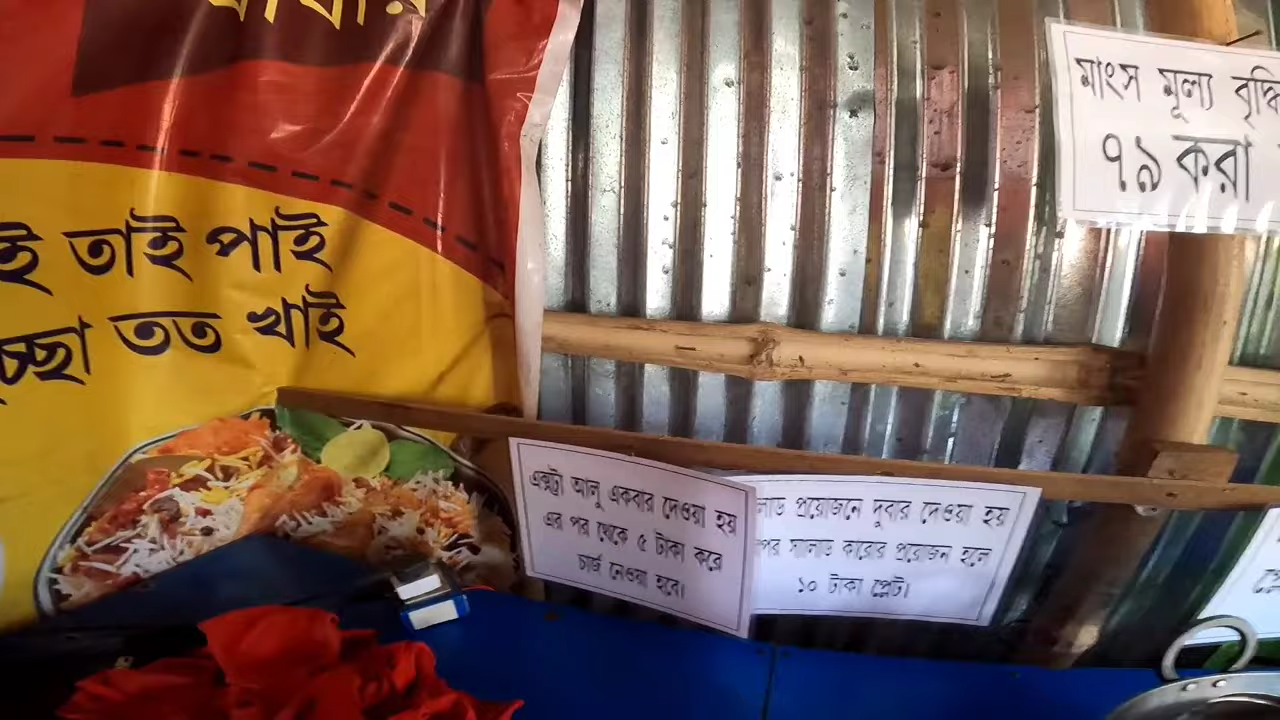 খাবার
ই তাই পাই
চ্ছা তত খাই
মাংস মূল্য বৃদ্ধি
৭৯ করা
এক্সট্রা আলু একবার দেওয়া হয়
এর পর থেকে ৫ টাকা করে
চার্জ নেওয়া হবে।
লাড প্রয়োজনে দুবার দেওয়া হয়
পর সালাড কারোর প্রয়োজন হলে
১০ টাকা প্লেট।